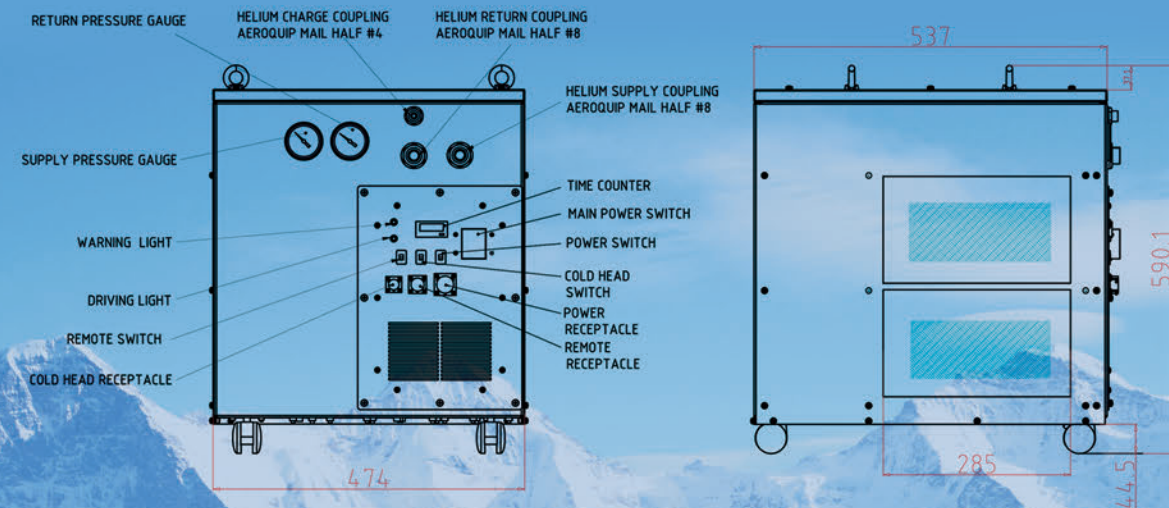 RETURN PRESSURE GAUGE
HELIUM CHARGE COUPLING
AEROQUIP MAIL HALF #4
HELIUM RETURN COUPLING
AEROQUIP MAIL HALF #8
HELIUM SUPPLY COUPLING
AEROQUIP MAIL HALF #8
SUPPLY PRESSURE GAUGE
TIME COUNTER
MAIN POWER SWITCH
WARNING LIGHT
POWER SWITCH
COLD HEAD
SWITCH
DRIVING LIGHT
POWER
RECEPTACLE
REMOTE SWITCH
REMOTE
RECEPTACLE
COLD HEAD RECEPTACLE
474
537
590.1
285
44.5